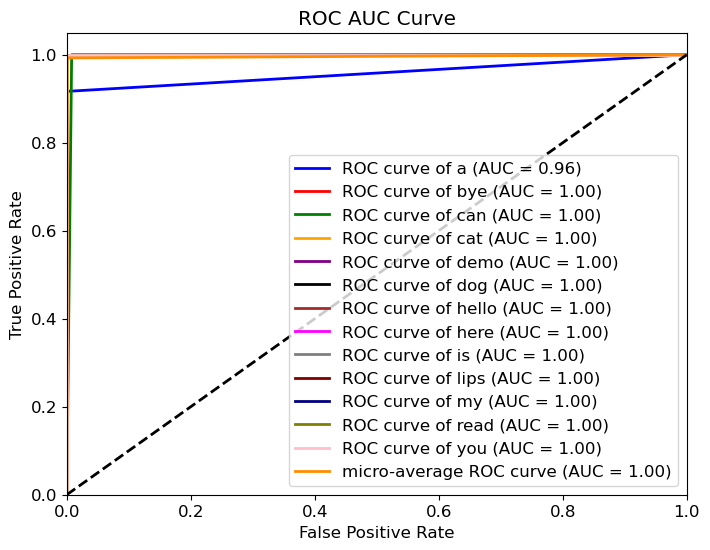 ROC AUC Curve
1.0
0.8
0.6
0.4
0.2
0.0
True Positive Rate
ROC curve of a (AUC = 0.96)
ROC curve of bye (AUC = 1.00)
ROC curve of can (AUC = 1.00)
ROC curve of cat (AUC = 1.00)
ROC curve of demo (AUC = 1.00)
ROC curve of dog (AUC = 1.00)
ROC curve of hello (AUC = 1.00)
ROC curve of here (AUC = 1.00)
ROC curve of is (AUC = 1.00)
ROC curve of lips (AUC = 1.00)
ROC curve of my (AUC = 1.00)
ROC curve of read (AUC = 1.00)
ROC curve of you (AUC = 1.00)
micro-average ROC curve (AUC = 1.00)
0.0 0.2 0.4 0.6 0.8 1.0
False Positive Rate